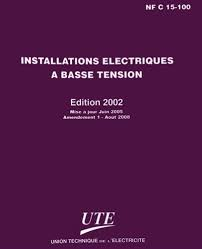 NF C 15-100
INSTALLATIONS ELECTRIQUES
A BASSE TENSION
Edition 2002
Mise a jour Juin 2005
Amendement 1 - Aout 2008
UTE
UNION TECHNIQUE DE L'ELECTRICITE